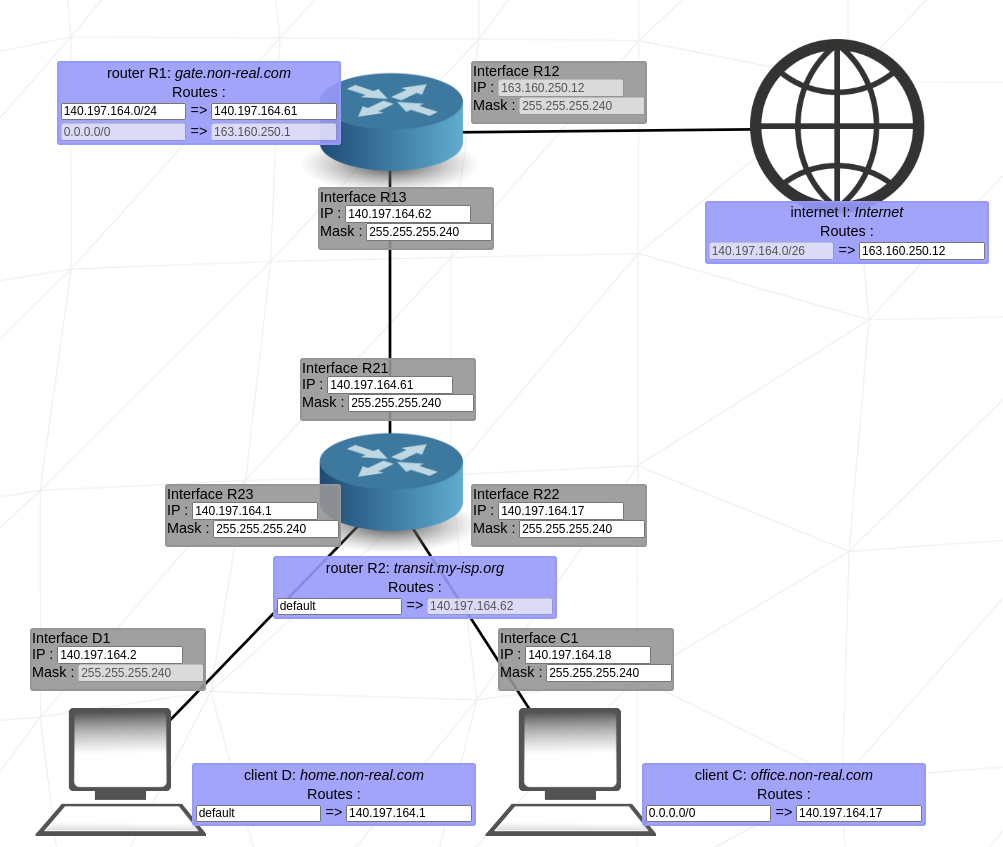 router R1: gate.non-real.com
Routes :
140.197.164.0/24 => 140.197.164.61
0.0.0.0/0 => 163.160.250.1
Interface R12
IP : 163.160.250.12
Mask : 255.255.255.240
Interface R13
IP : 140.197.164.62
Mask : 255.255.255.240
internet I: Internet
Routes :
140.197.164.0/26 => 163.160.250.12
Interface R21
IP : 140.197.164.61
Mask : 255.255.255.240
Interface R23
IP : 140.197.164.1
Mask : 255.255.255.240
Interface R22
IP : 140.197.164.17
Mask : 255.255.255.240
router R2: transit.my-isp.org
Routes :
default => 140.197.164.62
Interface D1
IP : 140.197.164.2
Mask : 255.255.255.240
Interface C1
IP : 140.197.164.18
Mask : 255.255.255.240
client D: home.non-real.com
Routes :
default => 140.197.164.1
client C: office.non-real.com
Routes :
0.0.0.0/0 => 140.197.164.17